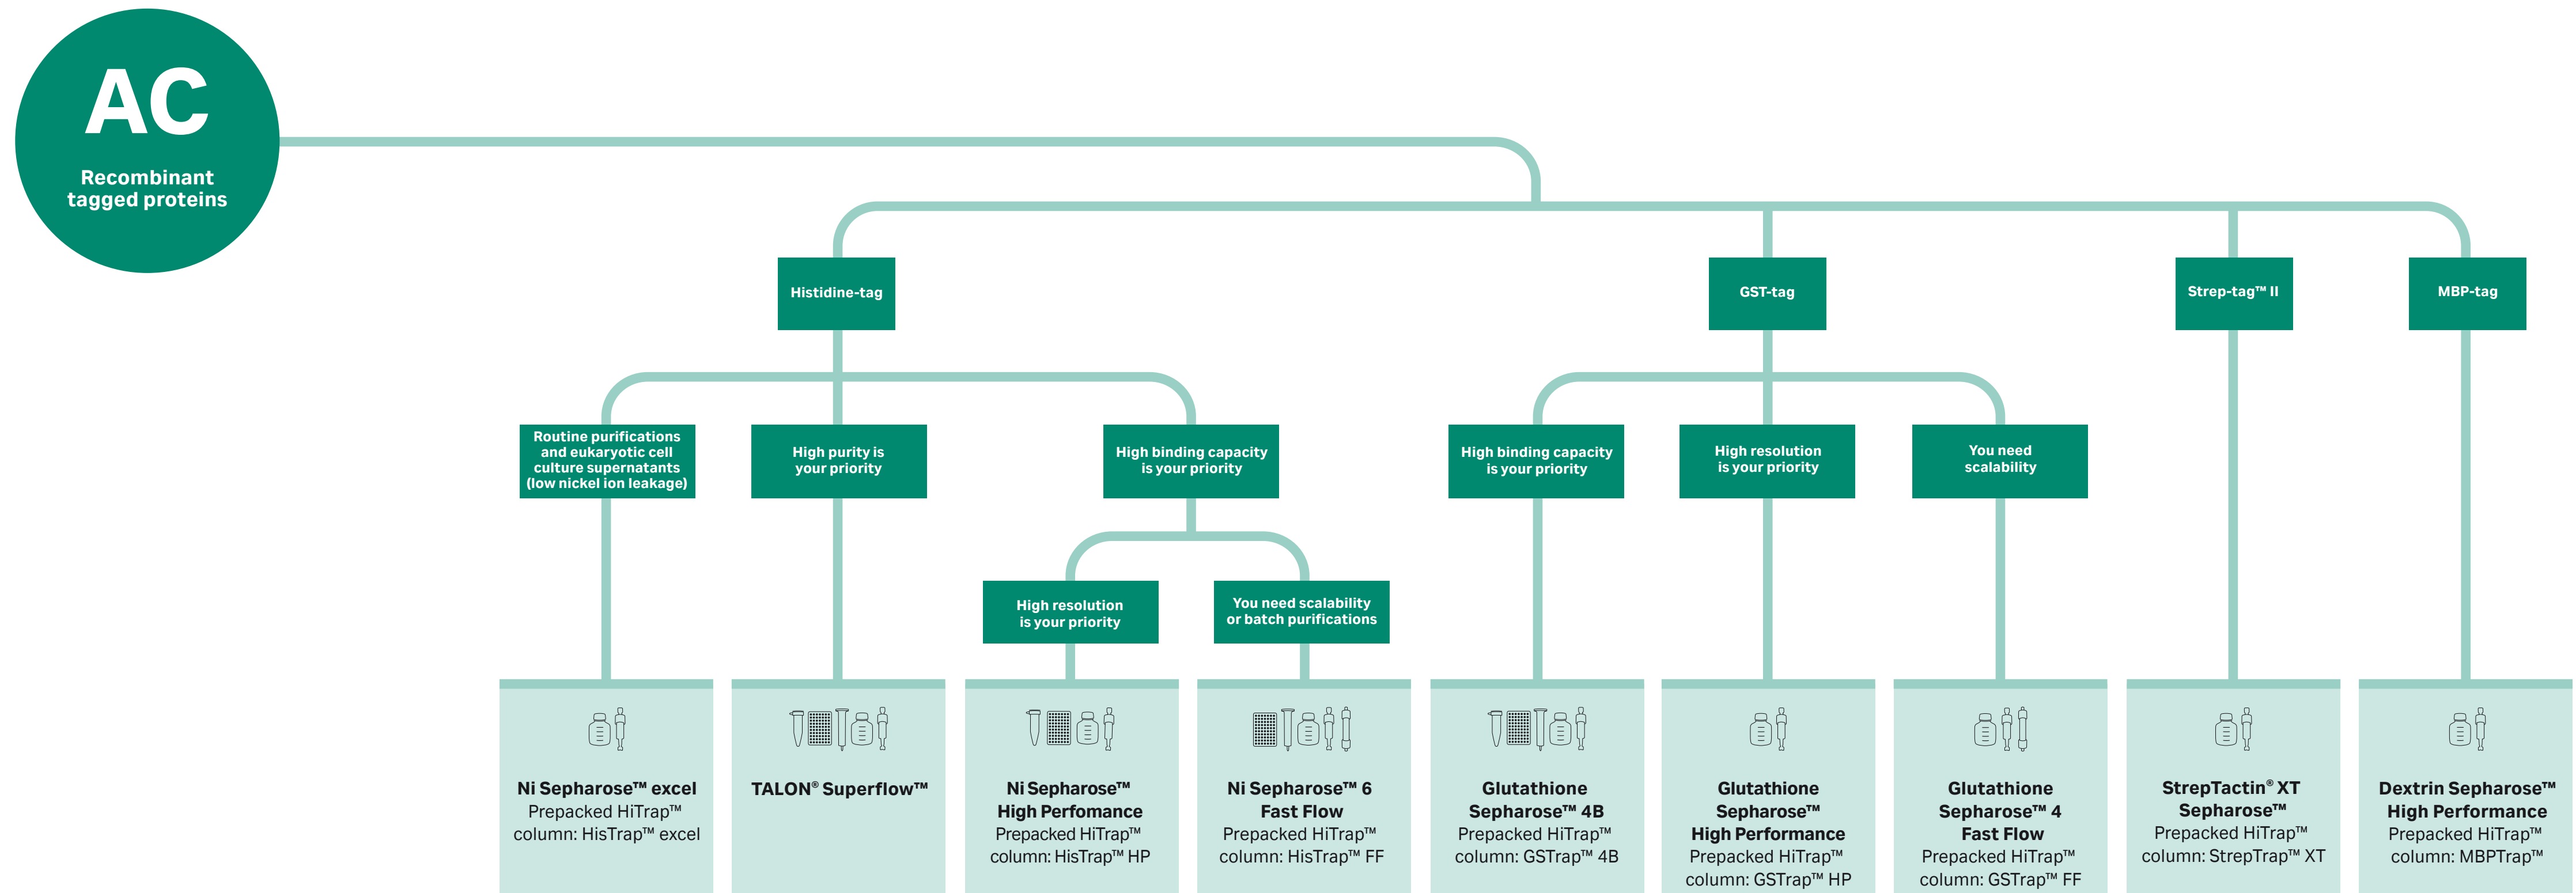 AC
Recombinant
tagged proteins
Histidine-tag
GST-tag
Strep-tag™ II
MBP-tag
Routine purifications
and eukaryotic cell
culture supernatants
(low nickel ion leakage)
High purity is
your priority
High binding capacity
is your priority
High binding capacity
is your priority
High resolution
is your priority
You need
scalability
High resolution
is your priority
You need scalability
or batch purifications
Ni Sepharose™ excel
Prepacked HiTrap™
column: HisTrap™ excel
TALON® Superflow™
Ni Sepharose™
High Perfomance
Prepacked HiTrap™
column: HisTrap™ HP
Ni Sepharose™ 6
Fast Flow
Prepacked HiTrap™
column: HisTrap™ FF
Glutathione
Sepharose™ 4B
Prepacked HiTrap™
column: GSTrap™ 4B
Glutathione
Sepharose™
High Performance
Prepacked HiTrap™
column: GSTrap™ HP
Glutathione
Sepharose™ 4
Fast Flow
Prepacked HiTrap™
column: GSTrap™ FF
StrepTactin® XT
Sepharose™
Prepacked HiTrap™
column: StrepTrap™ XT
Dextrin Sepharose™
High Performance
Prepacked HiTrap™
column: MBPTrap™